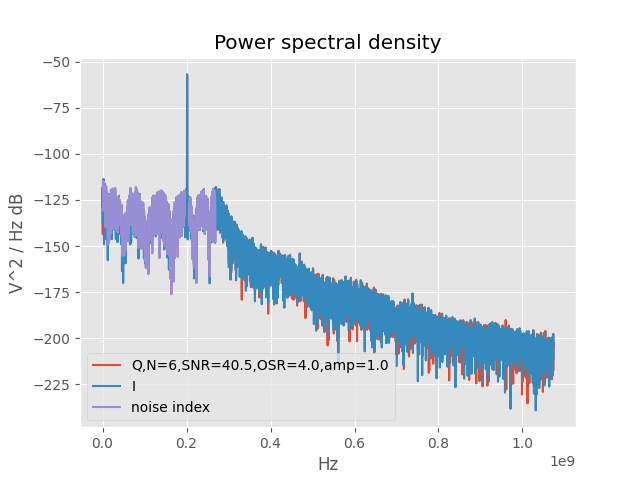 Power spectral density
V^2 / Hz dB
−50
−75
−100
−125
−150
−175
−200
−225
Q,N=6,SNR=40.5,OSR=4.0,amp=1.0
I
noise index
0.0 0.2 0.4 0.6 0.8 1.0
1e9
Hz